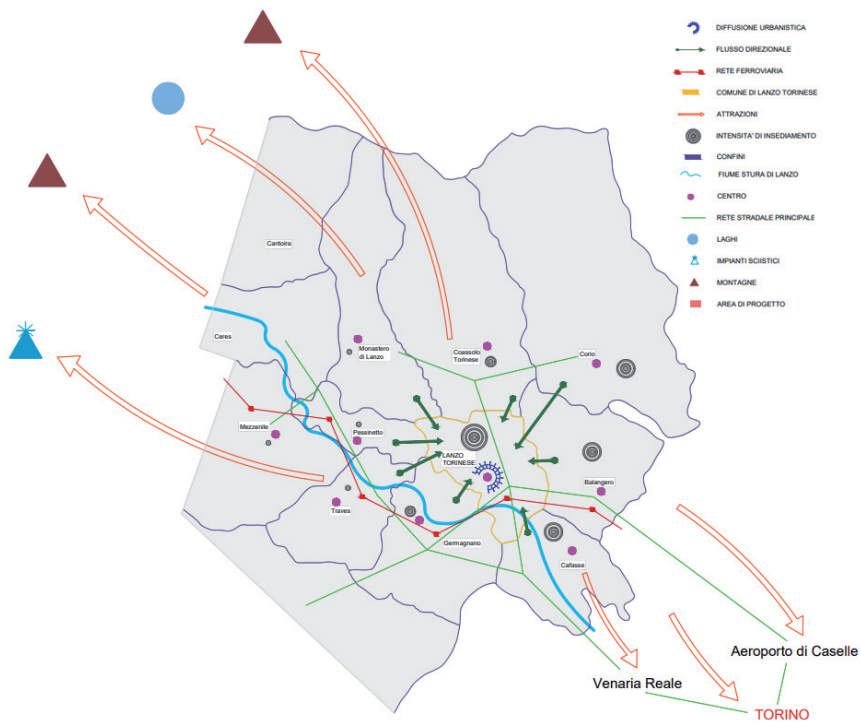 DIFFUSIONE URBANISTICA
FLUSSO DIREZIONALE
RETE FERROVIARIA
COMUNE DI LANZO TORINESE
ATTRAZIONI
INTENSITA' DI INSEDIAMENTO
CONFINI
FIUME STURA DI LANZO
CENTRO
RETE STRADALE PRINCIPALE
LAGHI
IMPIANTI SCIISTICI
MONTAGNE
AREA DI PROGETTO
Cantoira
Ceres
Monastero
di Lanzo
Coassolo
Torinese
Corio
Mezzenile
Pessinetto
LANZO
TORINESE
Balangero
Traves
Germagnano
Cafasse
Aeroporto di Caselle
Venaria Reale
TORINO